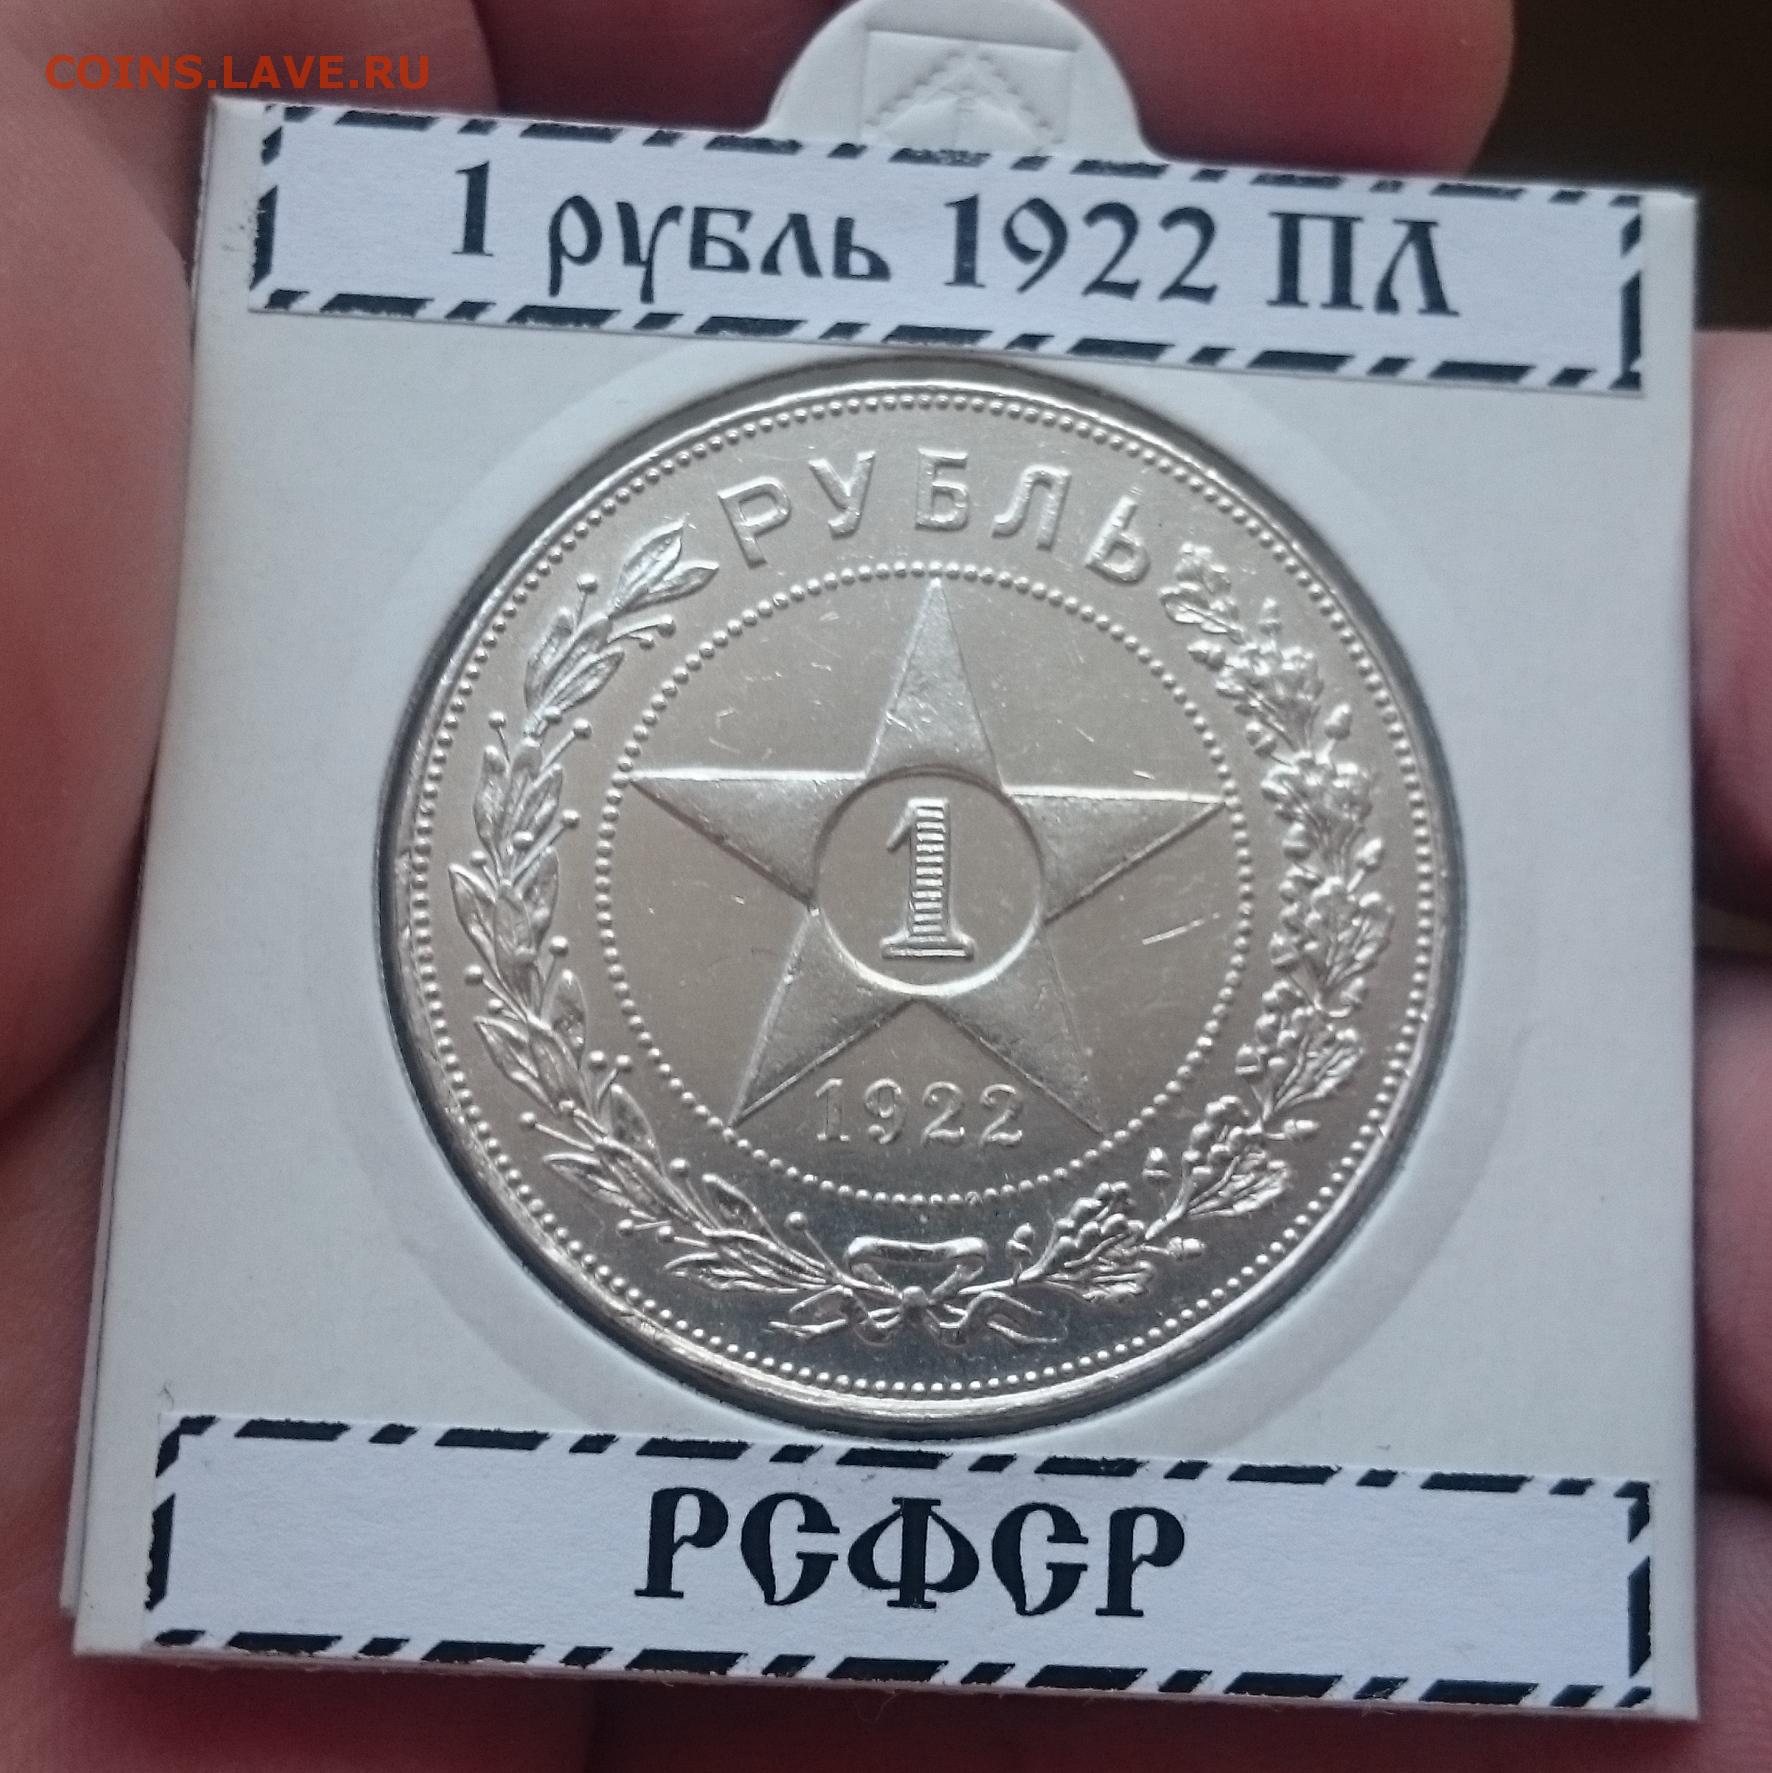 COINS.LAVE.RU
1 рубль 1922 ПЛ
РУБЛЬ
1
1922
РСФСР